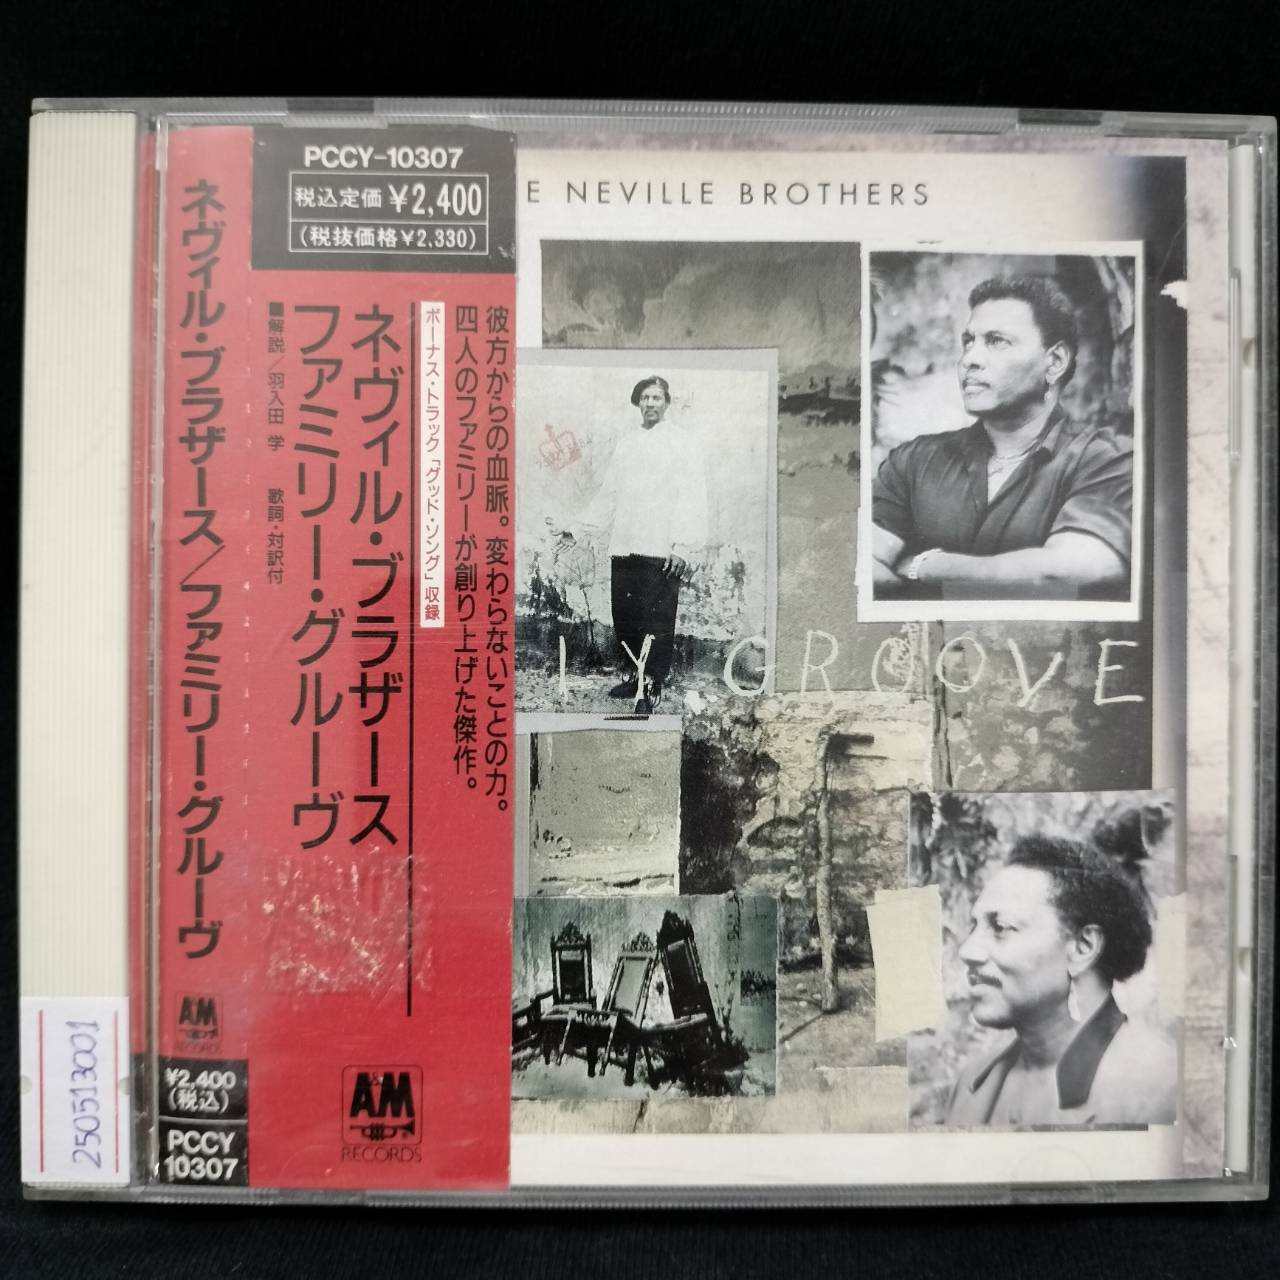 PCCY-10307
税込定価¥2,400
(税抜価格¥2,330)
彼方からの血脈。変わらないことの力。
四人のファミリーが創り上げた傑作。
ボーナス・トラック「グッド・ソング」収録
ネヴィル・ブラザース
ファミリー・グルーヴ
■解説/羽入田 学 歌詞・対訳付
A&M
RECORDS
ネヴィル・ブラザース/ファミリー・グルーヴ
A&M
RECORDS
¥2,400
(税込)
PCCY
10307
250513001
E NEVILLE BROTHERS
LY GROOVE